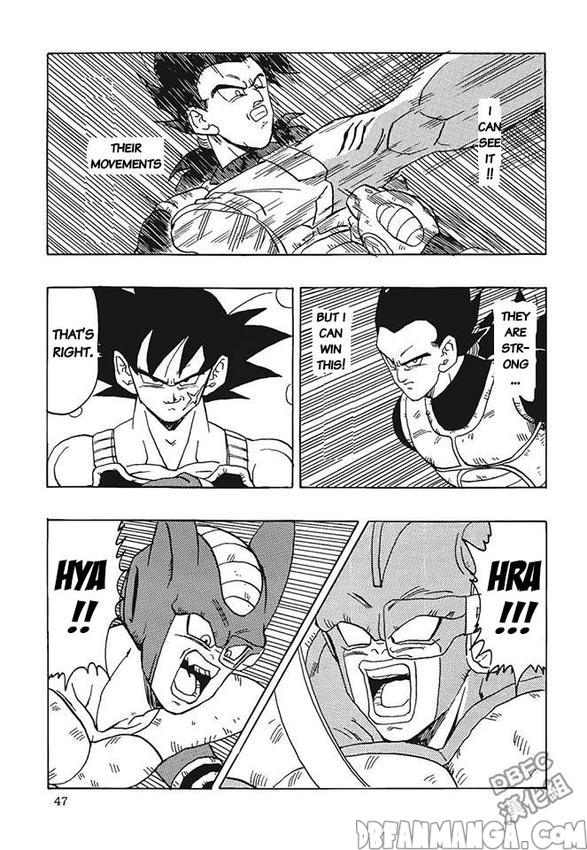 I
CAN
SEE
IT !!
THEIR
MOVEMENTS
THEY
ARE
STR-
ONG
...
BUT I
CAN
WIN
THIS!
THAT'S
RIGHT.
HRA
!!!
HYA
!!
47
DBFC
漢化組
DBFANMANGA.COM